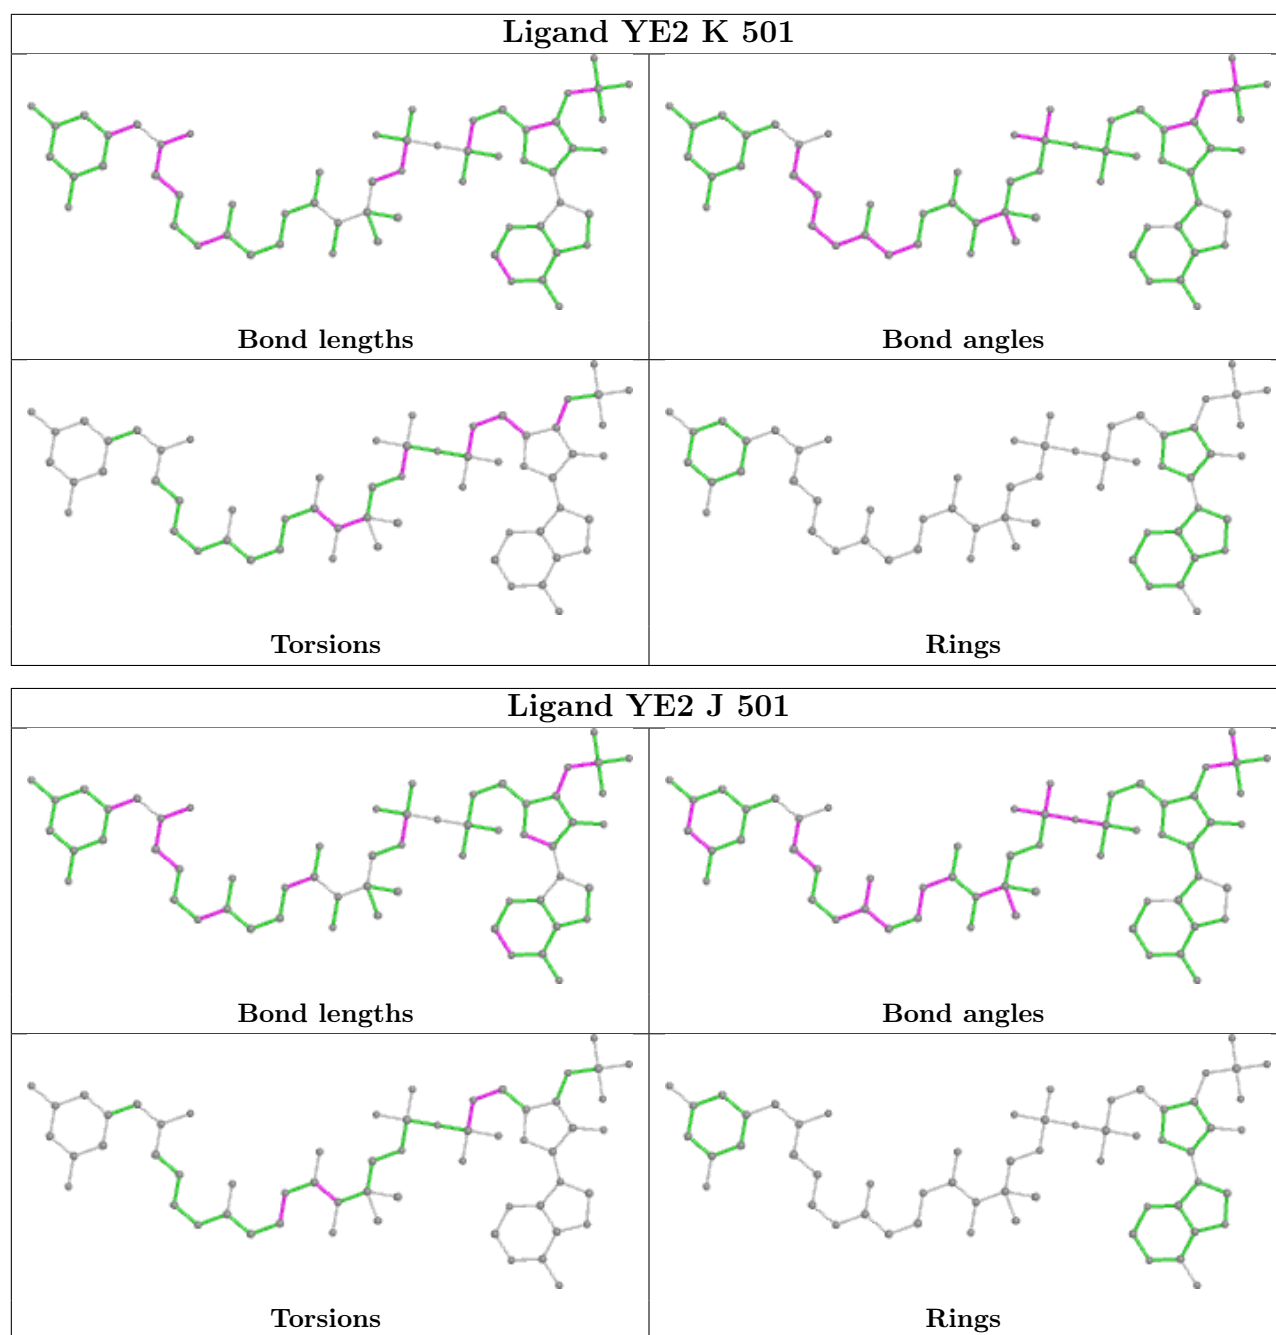 Ligand YE2 K 501
Bond lengths
Bond angles
Torsions
Rings
Ligand YE2 J 501
Bond lengths
Bond angles
Torsions
Rings